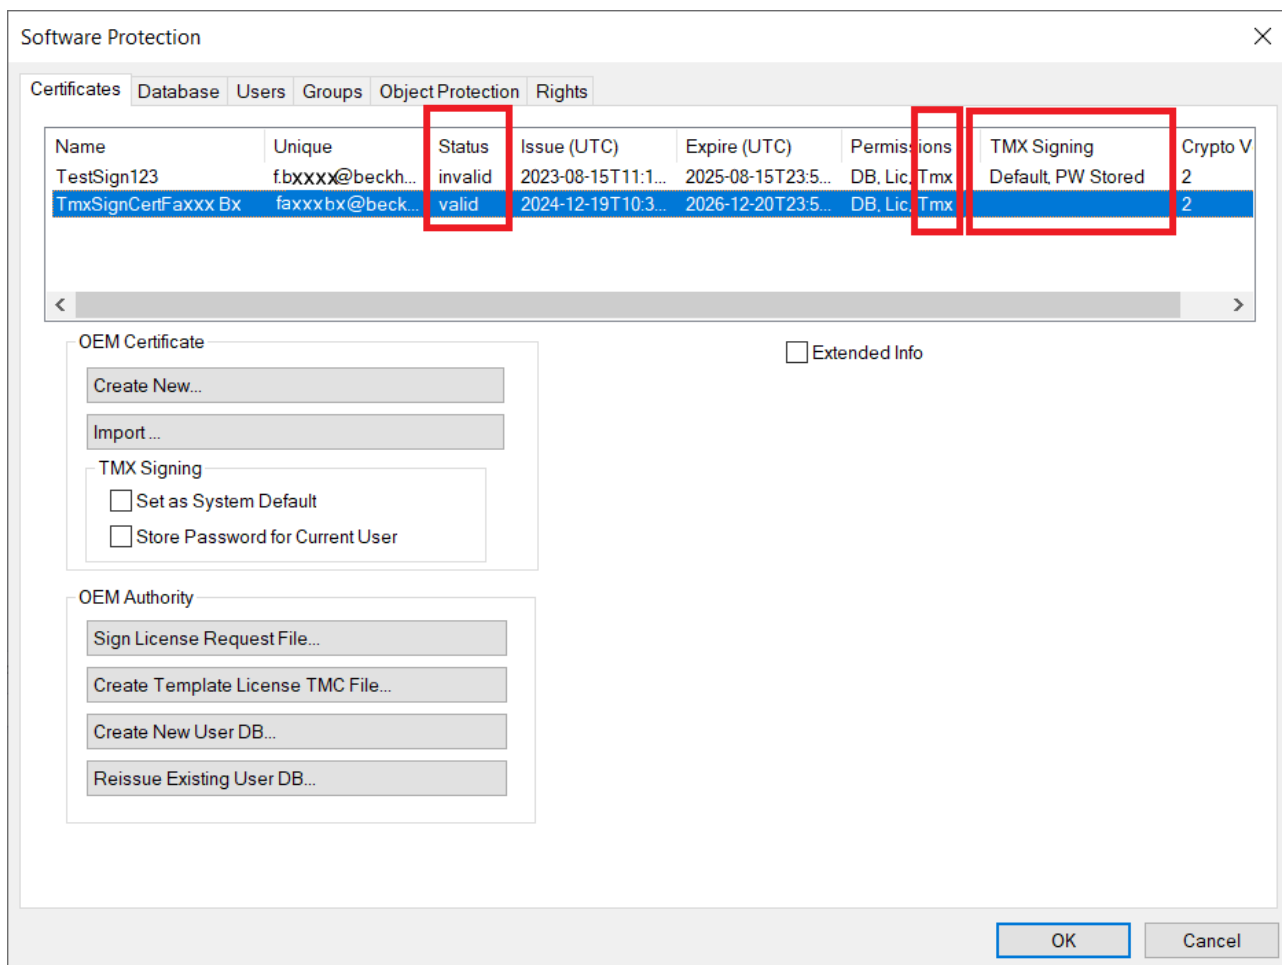 Software Protection
Certificates Database Users Groups Object Protection Rights
Name Unique Status Issue (UTC) Expire (UTC) Permissions TMX Signing Crypto V
TestSign123 f.bxxxx@beckh... invalid 2023-08-15T11:1... 2025-08-15T23:5... DB, Lic, Tmx Default, PW Stored 2
TmxSignCertFaxxx Bx faxxxbx@beck... valid 2024-12-19T10:3... 2026-12-20T23:5... DB, Lic, Tmx 2
OEM Certificate
Extended Info
Create New...
Import ...
TMX Signing
Set as System Default
Store Password for Current User
OEM Authority
Sign License Request File...
Create Template License TMC File...
Create New User DB...
Reissue Existing User DB...
OK Cancel